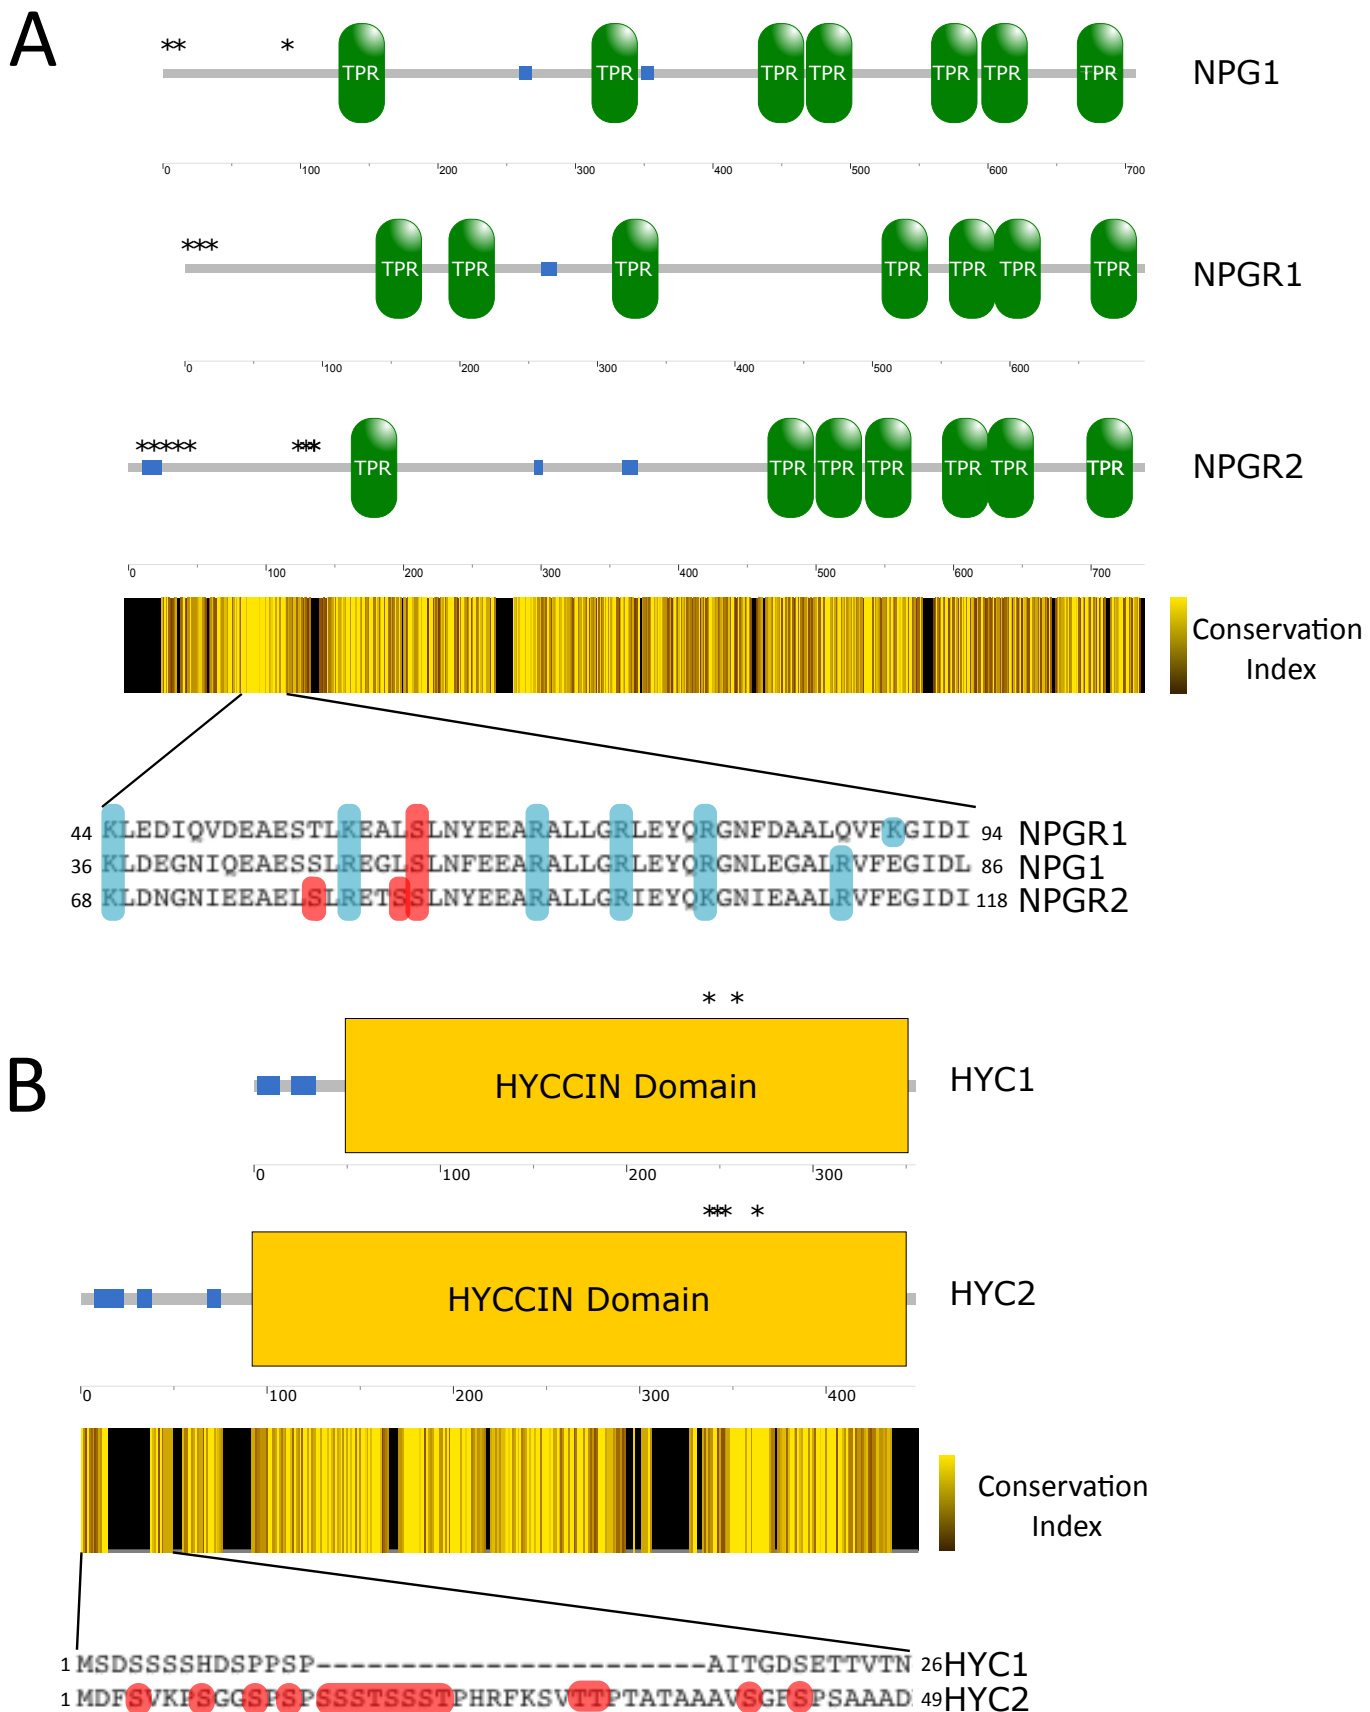 A
** *
TPR TPR TPR TPR TPR TPR TPR
NPG1
0 100 200 300 400 500 600 700
***
TPR TPR TPR TPR TPR TPR TPR
NPGR1
0 100 200 300 400 500 600
***** ***
TPR TPR TPR TPR TPR TPR TPR
NPGR2
0 100 200 300 400 500 600 700
Conservation
Index
44 KLEDIQVDEAESTLKEALSLNYEEARALLGRLEYQRGNFDAALQVFKGIDI 94 NPGR1
36 KLDEGNIQEAESSLREGLSLNFEEARALLGRLEYQRGNLEGALRVFEGIDL 86 NPG1
68 KLDNGNIEEAELSLRETSSLNYEEARALLGRIEYQKGNIEAALRVFEGIDI 118 NPGR2
B
* *
HYCCIN Domain
HYC1
0 100 200 300
*** *
HYCCIN Domain
HYC2
0 100 200 300 400
Conservation
Index
1 MSDSSSSHDSPPSP-----------------------AITGDSETTVTN 26 HYC1
1 MDFSVKPSGGSPSPSSSTSSSTPHRFKSVTTPTATAAAVSGFSPSAAAD 49 HYC2